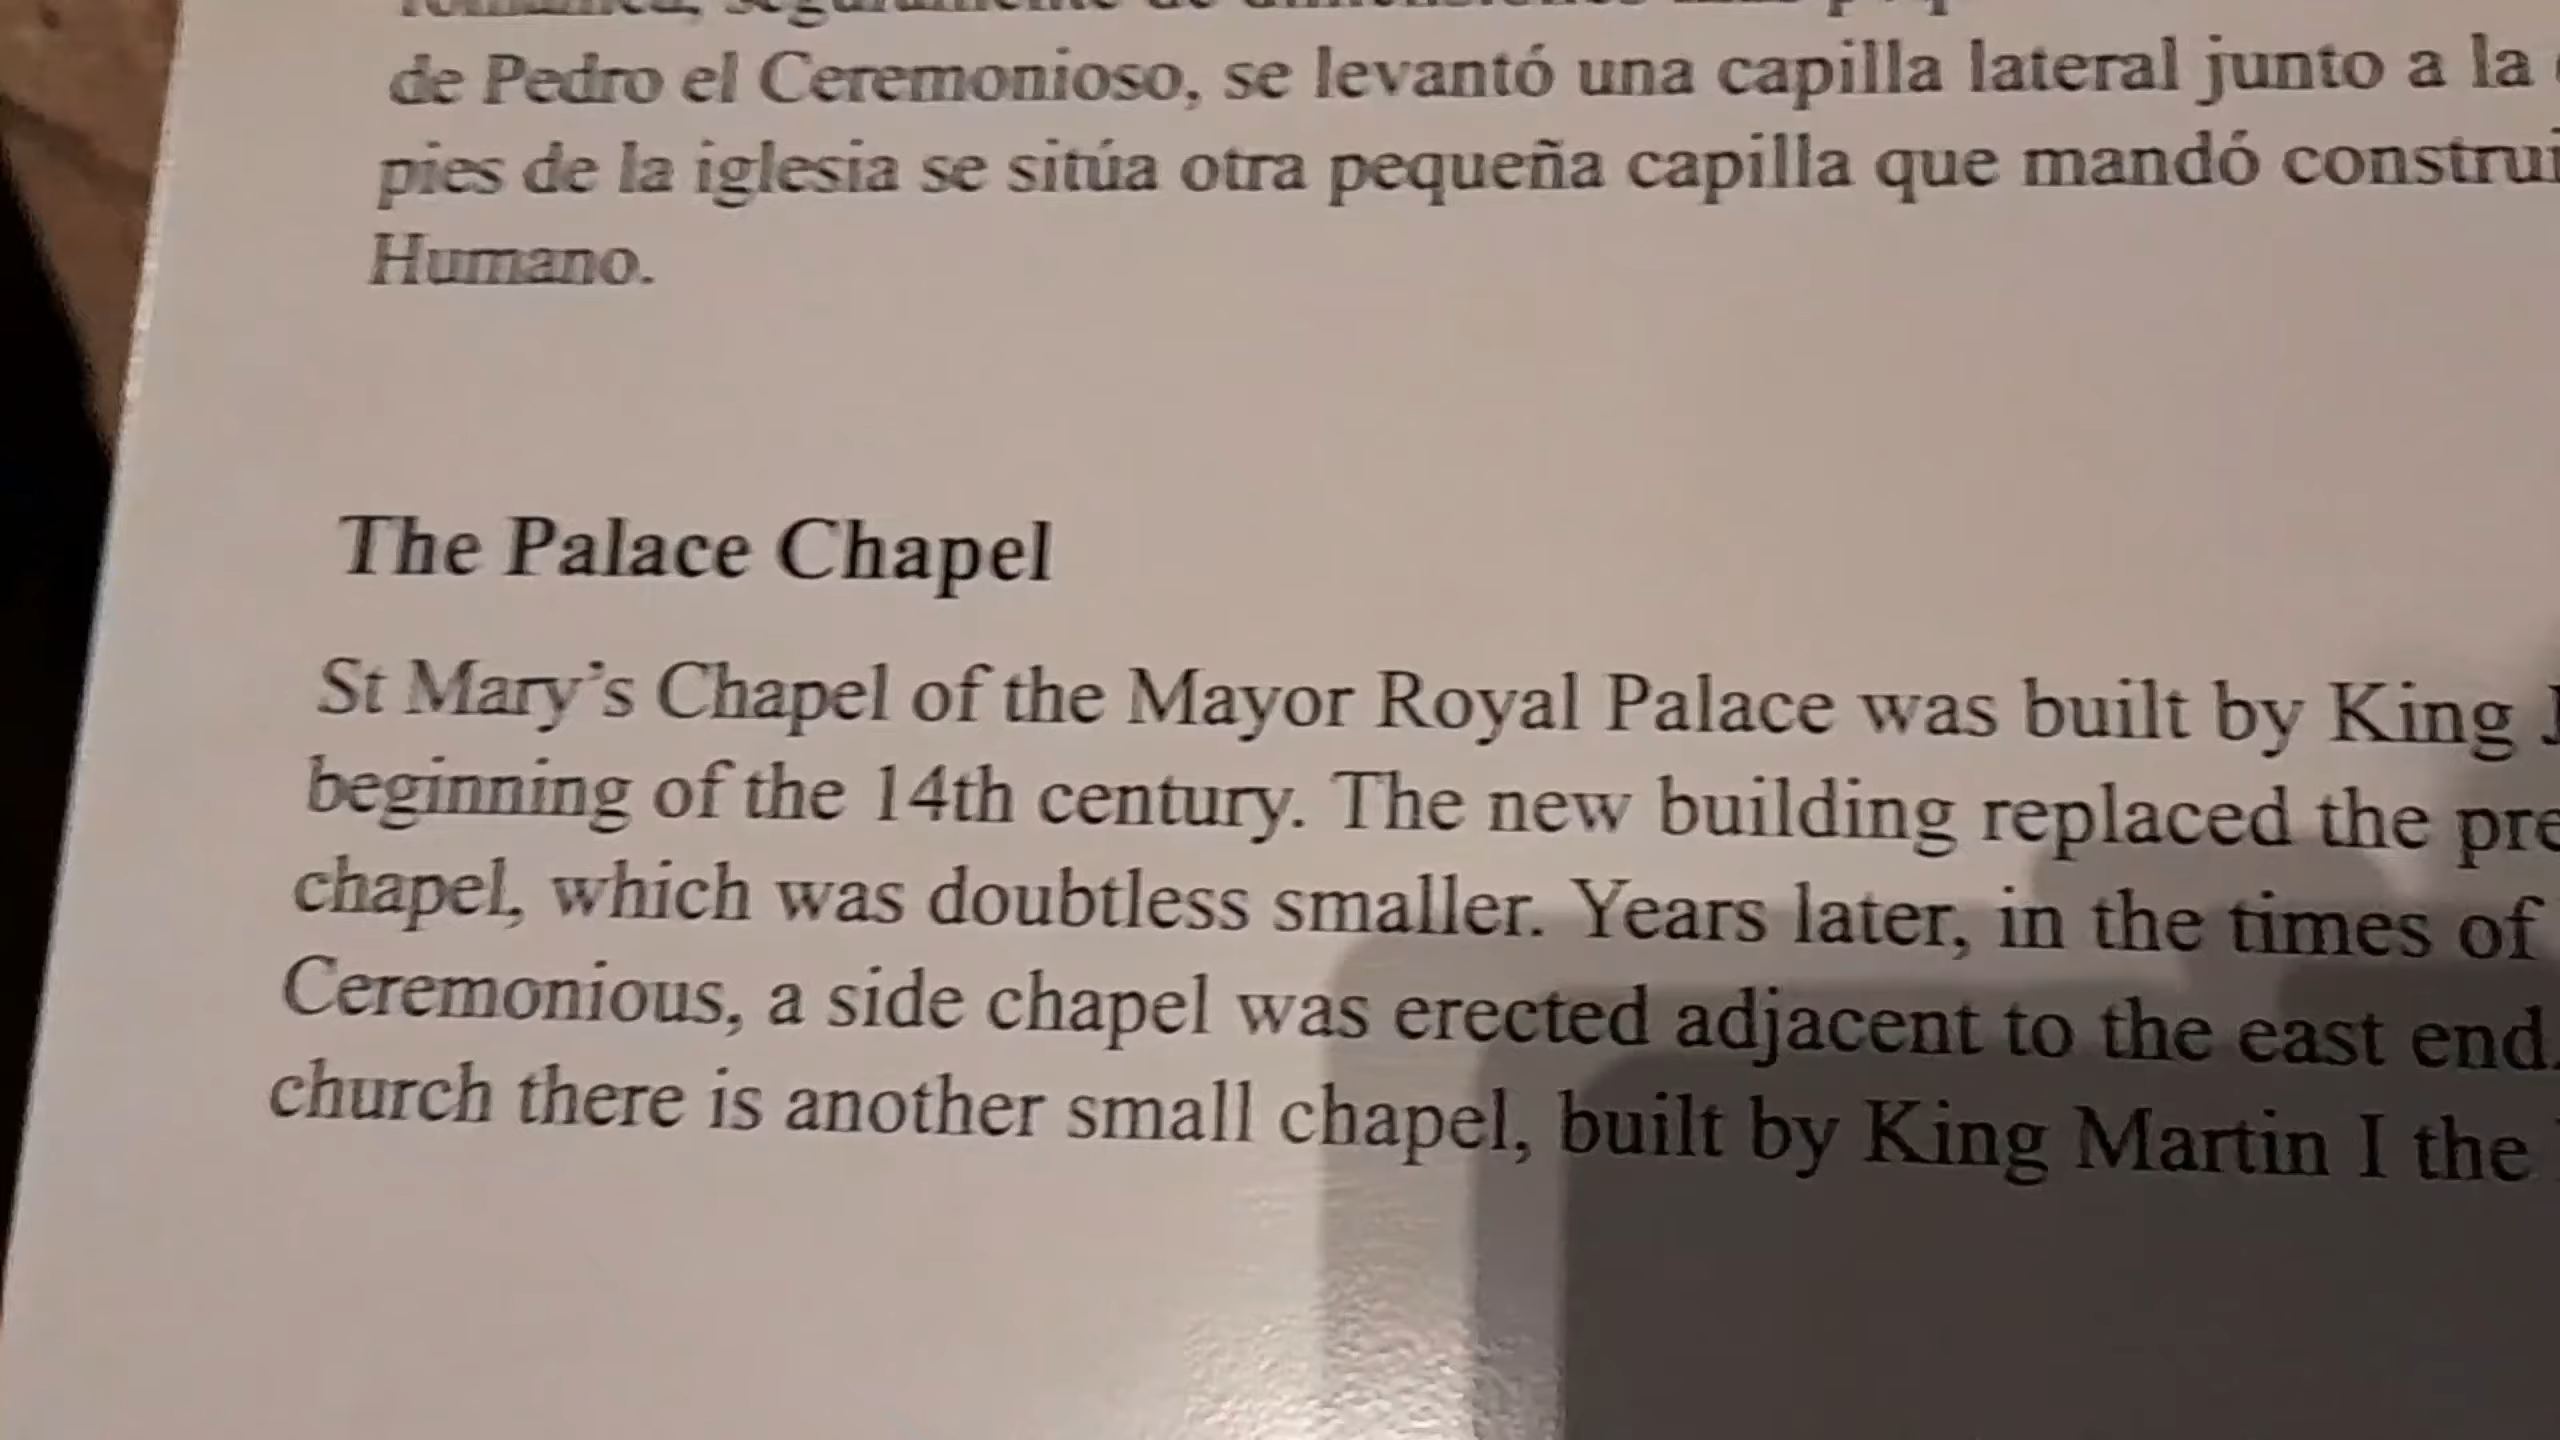 de Pedro el Ceremonioso, se levantó una capilla lateral junto a la
pies de la iglesia se sitúa otra pequeña capilla que mandó
Humano.
The Palace Chapel
St Mary’s Chapel of the Mayor Royal Palace was built by King
beginning of the 14th century. The new building replaced the
chapel, which was doubtless smaller. Years later, in the times of
Ceremonious, a side chapel was erected adjacent to the east end.
church there is another small chapel, built by King Martin I the